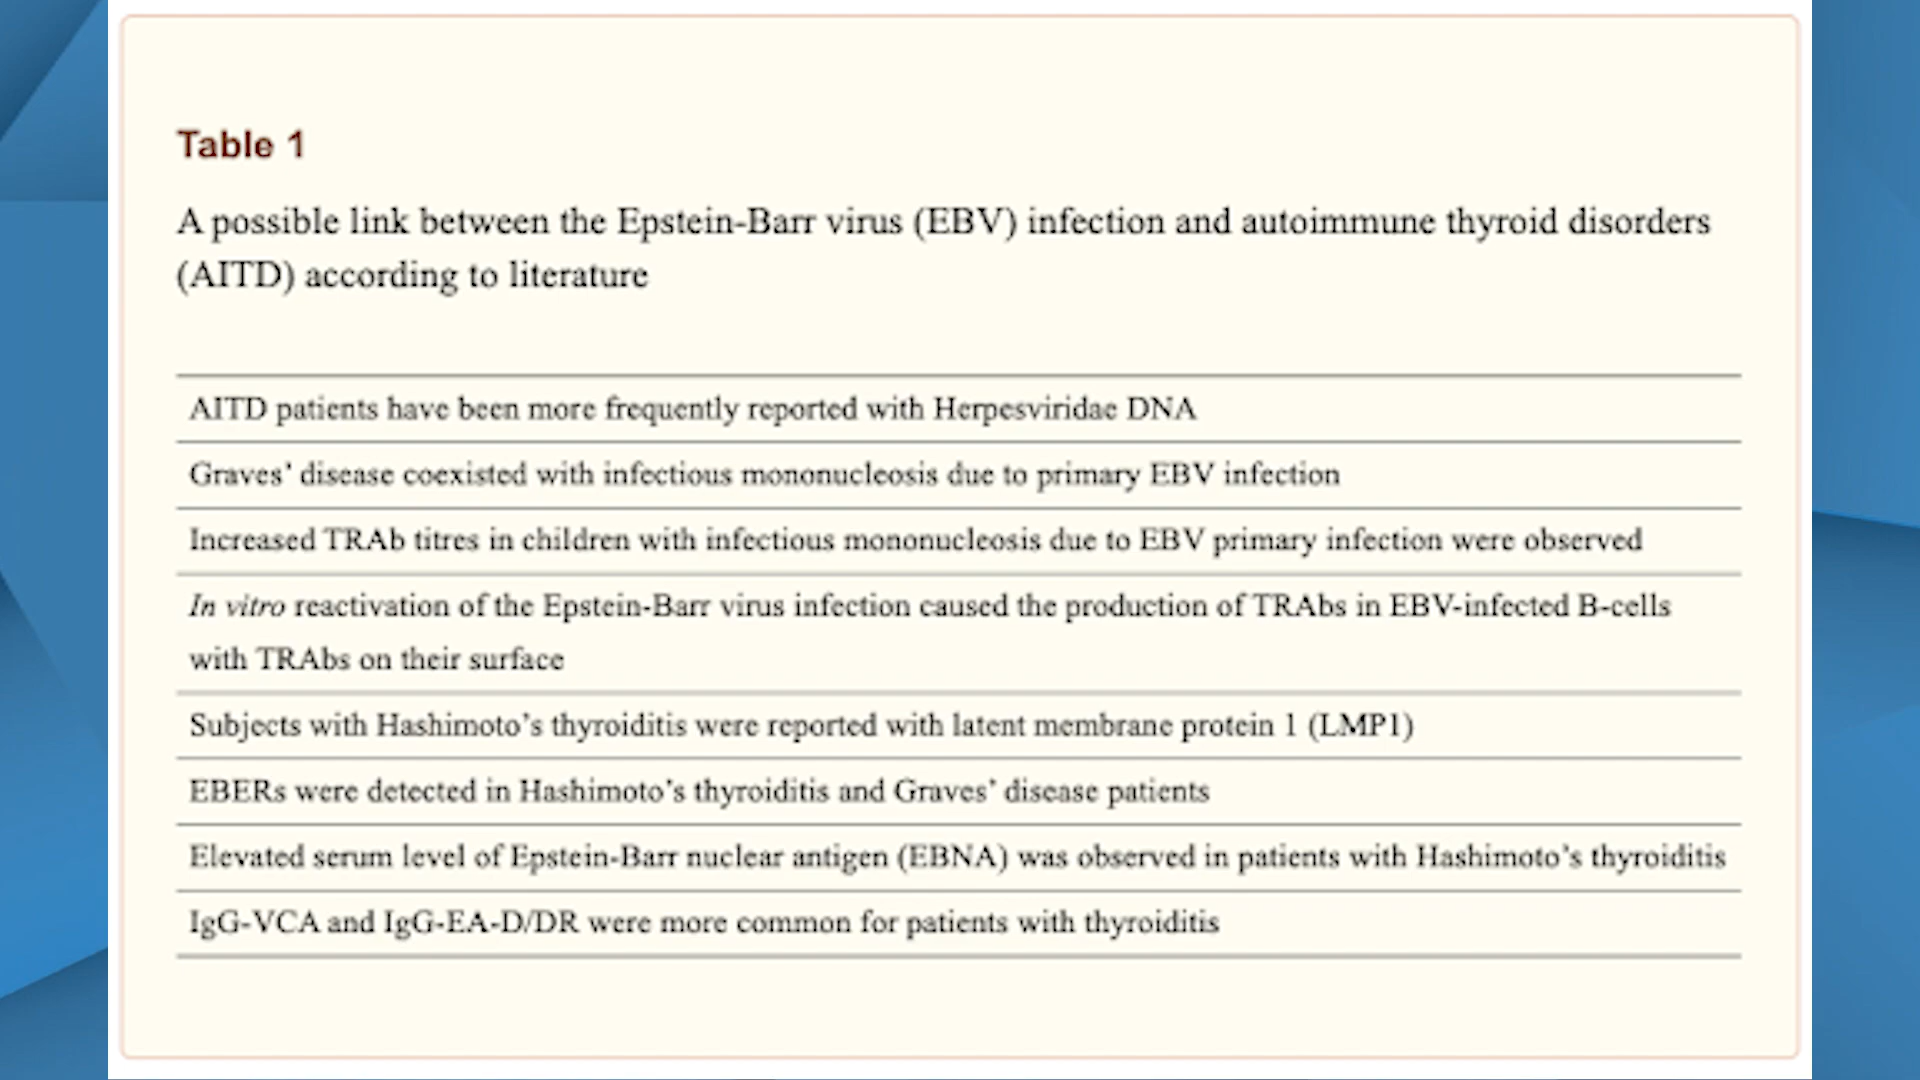 Table 1
A possible link between the Epstein-Barr virus (EBV) infection and autoimmune thyroid disorders
(AITD) according to literature
AITD patients have been more frequently reported with Herpesviridae DNA
Graves’ disease coexisted with infectious mononucleosis due to primary EBV infection
Increased TRAb titres in children with infectious mononucleosis due to EBV primary infection were observed
In vitro reactivation of the Epstein-Barr virus infection caused the production of TRAbs in EBV-infected B-cells
with TRAbs on their surface
Subjects with Hashimoto’s thyroiditis were reported with latent membrane protein 1 (LMP1)
EBERs were detected in Hashimoto’s thyroiditis and Graves’ disease patients
Elevated serum level of Epstein-Barr nuclear antigen (EBNA) was observed in patients with Hashimoto’s thyroiditis
IgG-VCA and IgG-EA-D/DR were more common for patients with thyroiditis